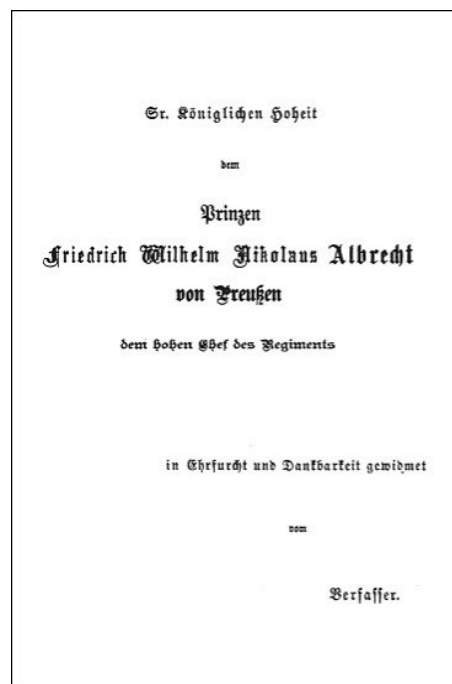 Sr. Königlichen Hoheit
dem
Prinzen
Friedrich Wilhelm Nikolaus Albrecht
von Preußen
dem hohen Chef des Regiments
in Ehrfurcht und Dankbarkeit gewidmet
vom
Verfasser.